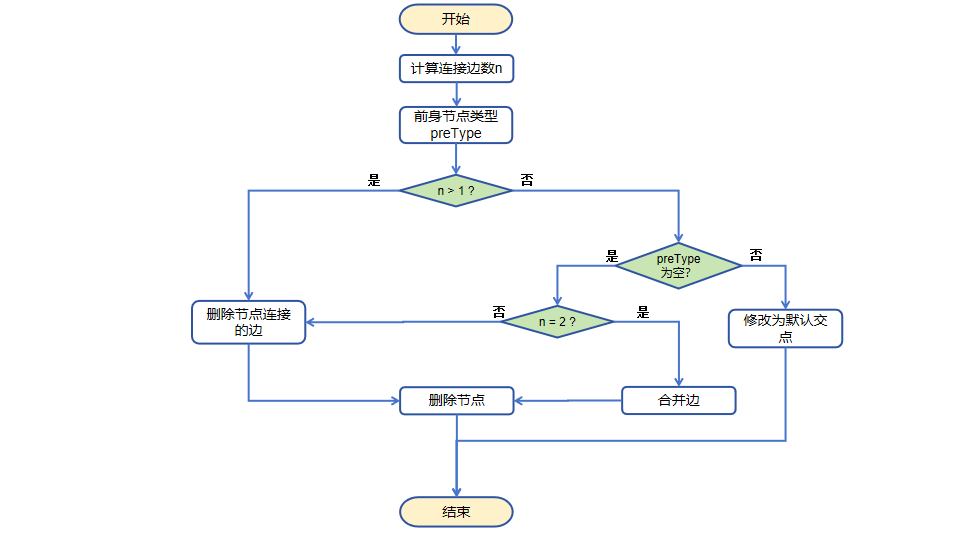 开始
计算连接边数n
前身节点类型
preType
是
n > 1 ?
否
是
preType
为空?
否
删除节点连接
的边
否
n = 2 ?
是
修改为默认交
点
删除节点
合并边
结束